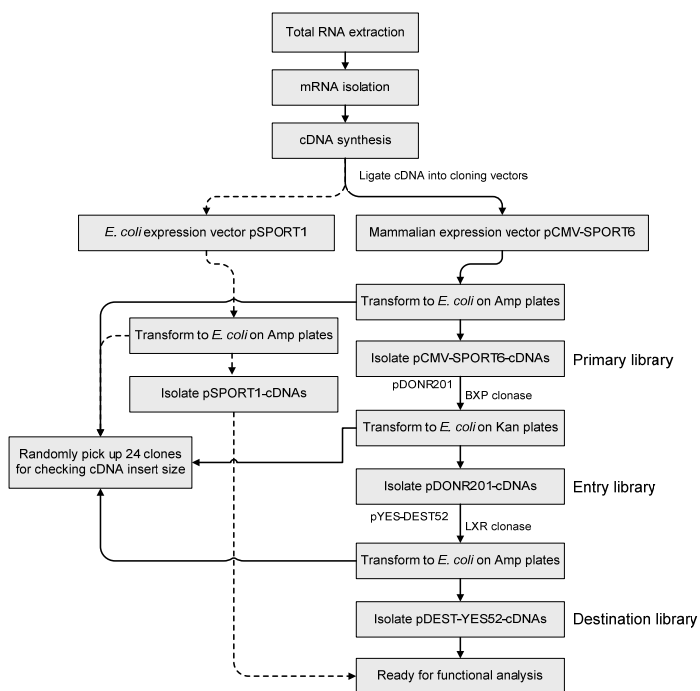 Total RNA extraction
mRNA isolation
cDNA synthesis
Ligate cDNA into cloning vectors
E. coli expression vector pSPORT1
Mammalian expression vector pCMV-SPORT6
Transform to E. coli on Amp plates
Transform to E. coli on Amp plates
Isolate pCMV-SPORT6-cDNAs
Primary library
pDONR201
BXP clonase
Isolate pSPORT1-cDNAs
Transform to E. coli on Kan plates
Randomly pick up 24 clones
for checking cDNA insert size
Isolate pDONR201-cDNAs
Entry library
pYES-DEST52
LXR clonase
Transform to E. coli on Amp plates
Isolate pDEST-YES52-cDNAs
Destination library
Ready for functional analysis